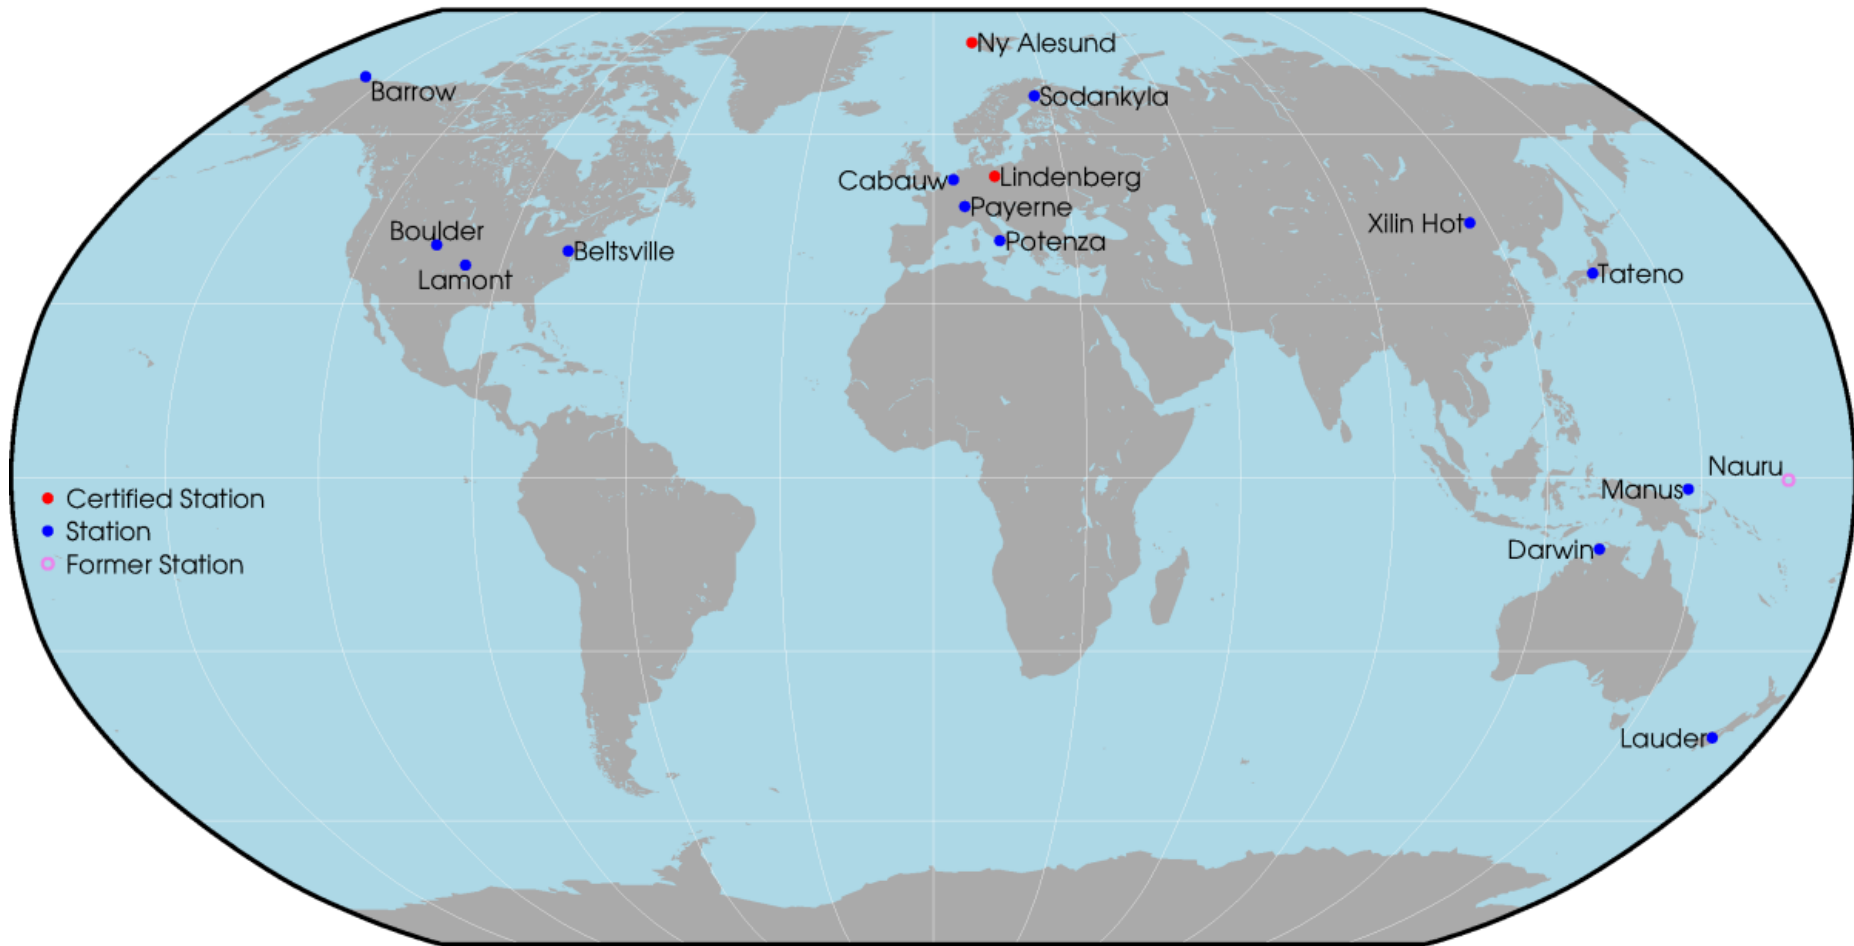 Ny Alesund
Barrow
Sodankyla
Cabauw
Lindenberg
Payerne
Boulder
Xilin Hot
Potenza
Beltsville
Lamont
Tateno
Nauru
Manus
Certified Station
Station
Former Station
Darwin
Lauder